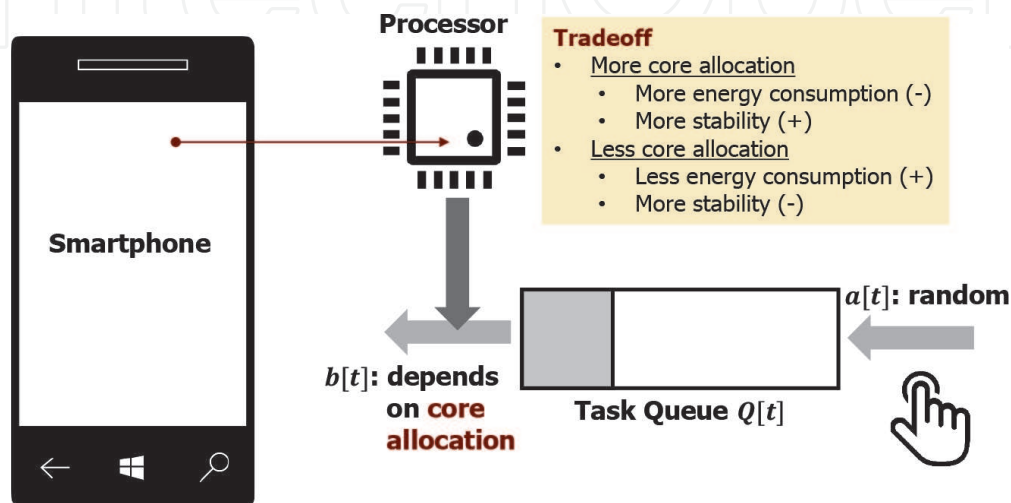 Processor
Tradeoff
• More core allocation
• More energy consumption (-)
• More stability (+)
• Less core allocation
• Less energy consumption (+)
• More stability (-)
Smartphone
a[t]: random
b[t]: depends
on core
allocation
Task Queue Q[t]